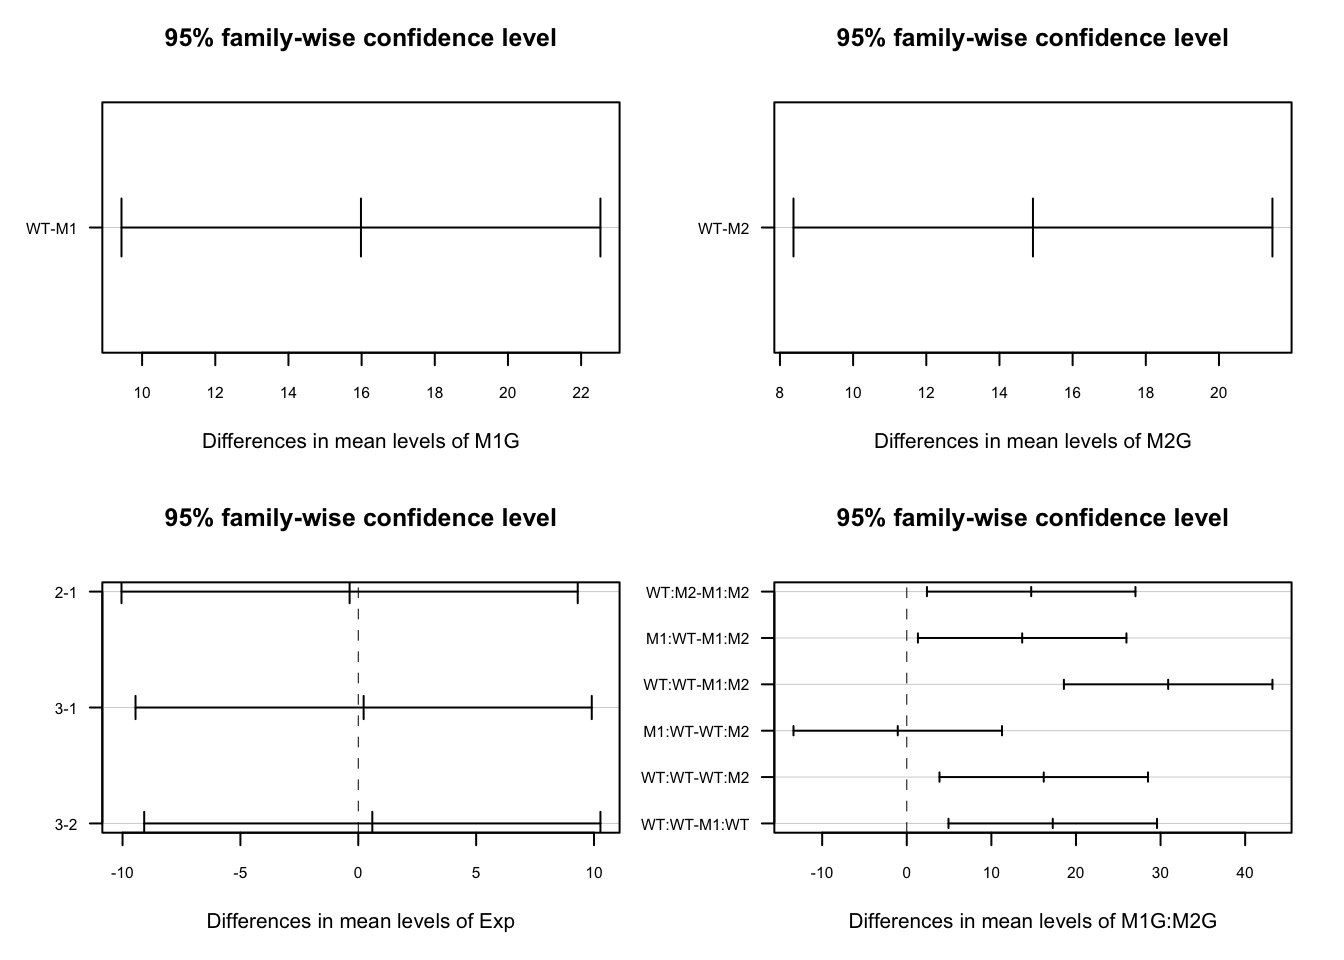 95% family-wise confidence level
WT-M1
10 12 14 16 18 20 22
Differences in mean levels of M1G
95% family-wise confidence level
WT-M2
8 10 12 14 16 18 20
Differences in mean levels of M2G
95% family-wise confidence level
2-1
3-1
3-2
-10 -5 0 5 10
Differences in mean levels of Exp
95% family-wise confidence level
WT:M2-M1:M2
M1:WT-M1:M2
WT:WT-M1:M2
M1:WT-WT:M2
WT:WT-WT:M2
WT:WT-M1:WT
-10 0 10 20 30 40
Differences in mean levels of M1G:M2G